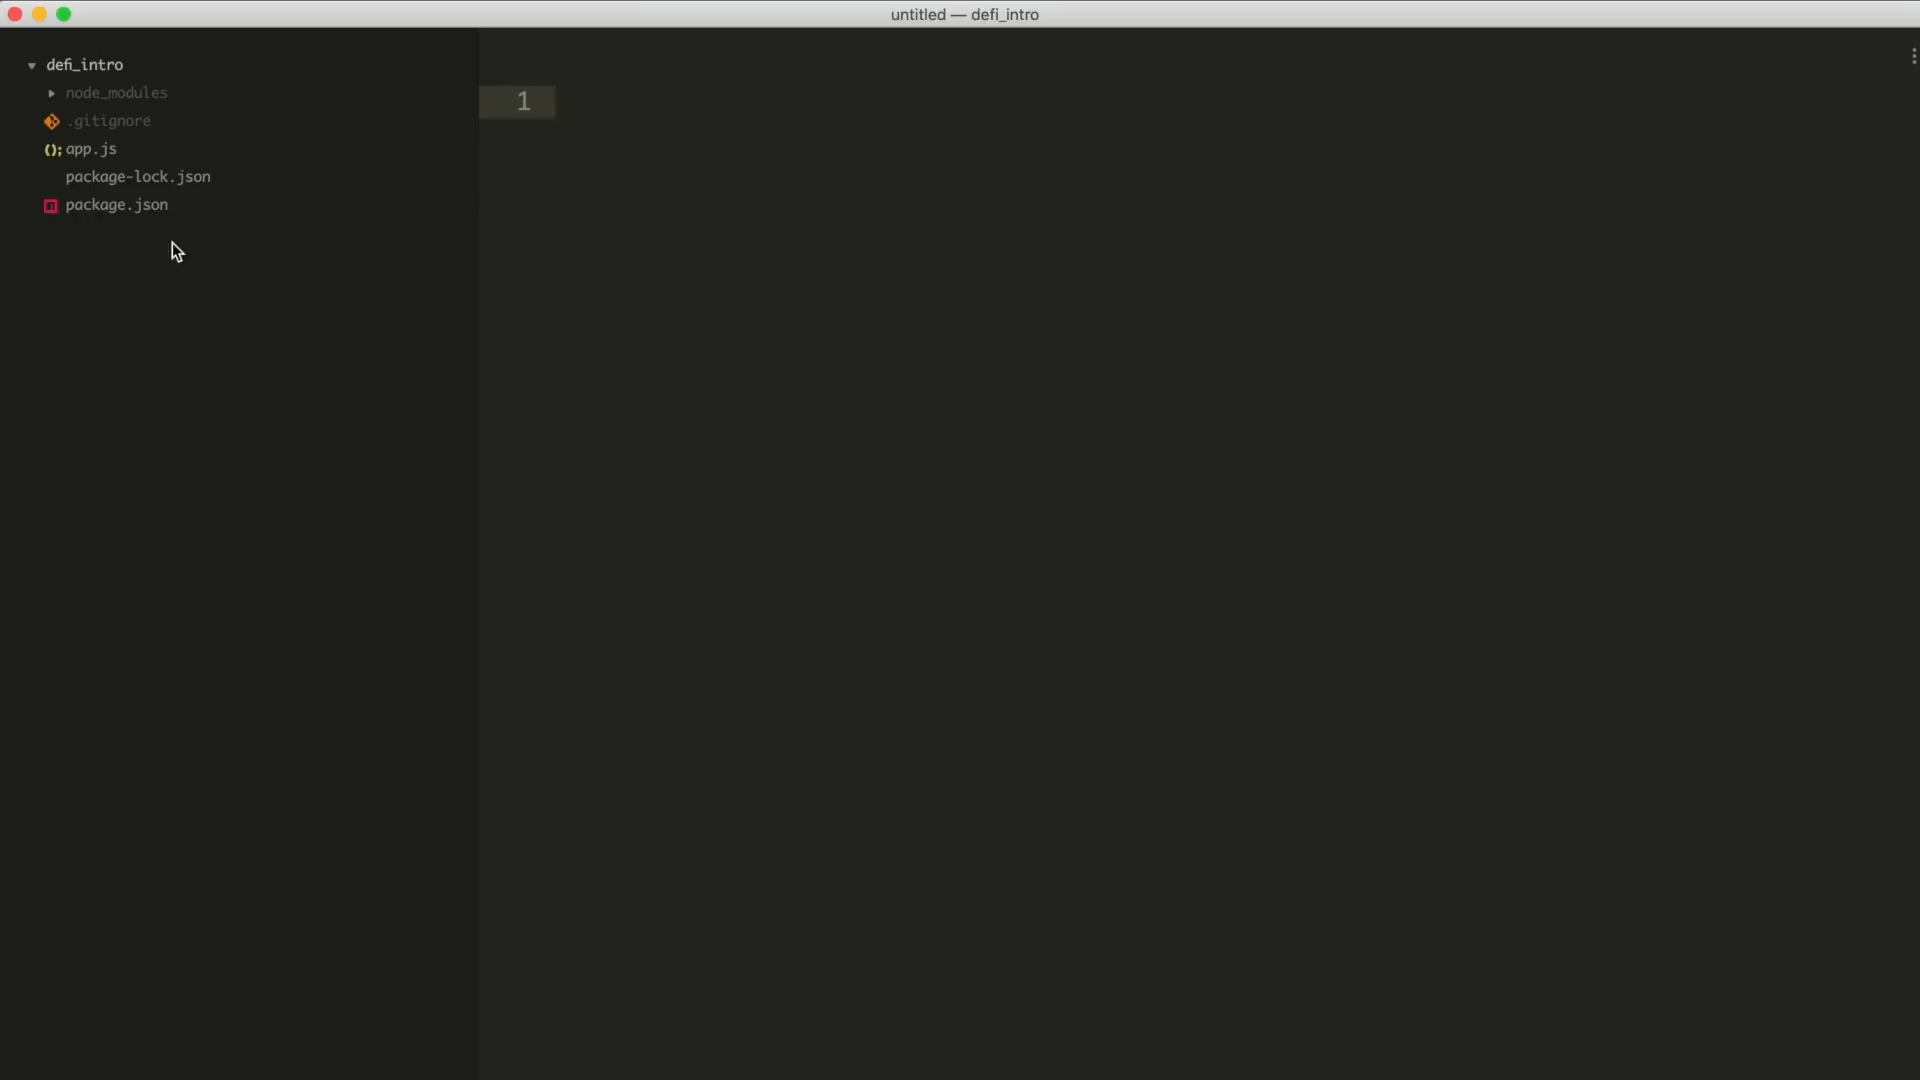 untitled — defi_intro
defi_intro
node_modules
.gitignore
app.js
package-lock.json
package.json
1